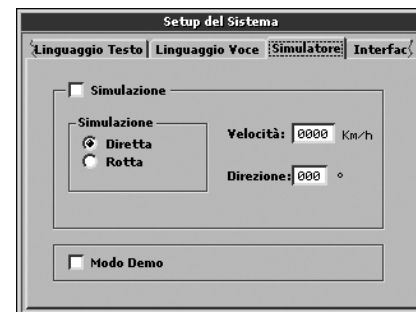 Setup del Sistema
Linguaggio Testo Linguaggio Voce Simulatore Interfac
Simulazione
Simulazione
Diretta
Rotta
Velocità: 0000 Km/h
Direzione: 000 °
Modo Demo